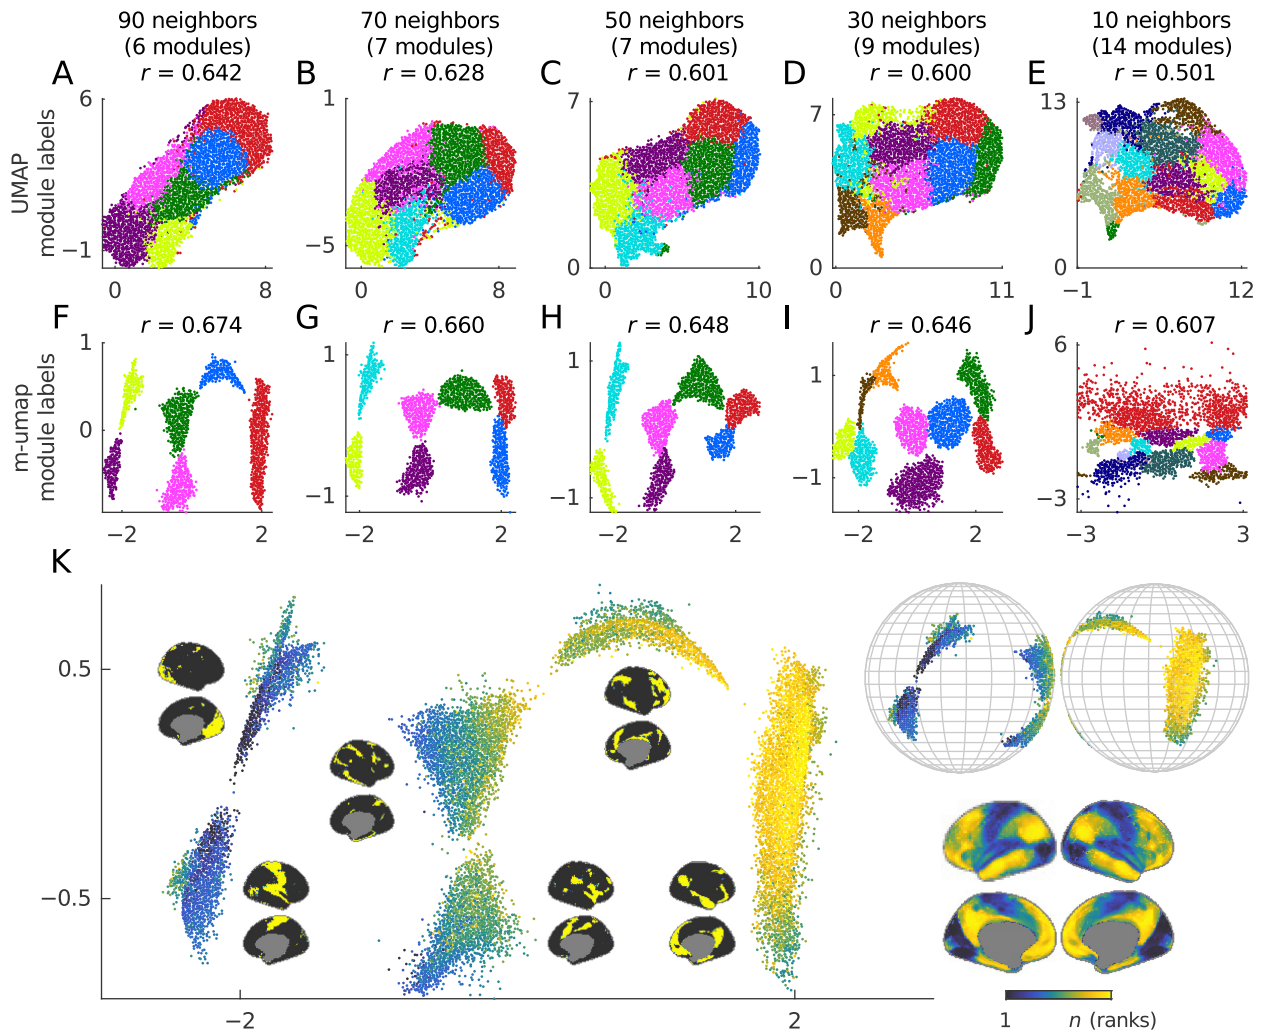 90 neighbors
(6 modules)
r = 0.642
70 neighbors
(7 modules)
r = 0.628
50 neighbors
(7 modules)
r = 0.601
30 neighbors
(9 modules)
r = 0.600
10 neighbors
(14 modules)
r = 0.501
UMAP
module labels
A
6
−1
0 8
B
1
−5
0 8
C
7
0
0 10
D
7
0
0 11
E
13
0
−1 12
m-umap
module labels
F
r = 0.674
1
0
−2 2
G
r = 0.660
1
−1
−2 2
H
r = 0.648
1
−1
−2 2
I
r = 0.646
1
−1
−2 2
J
r = 0.607
6
−3
−3 3
K
0.5
−0.5
−2 2
1 n (ranks)